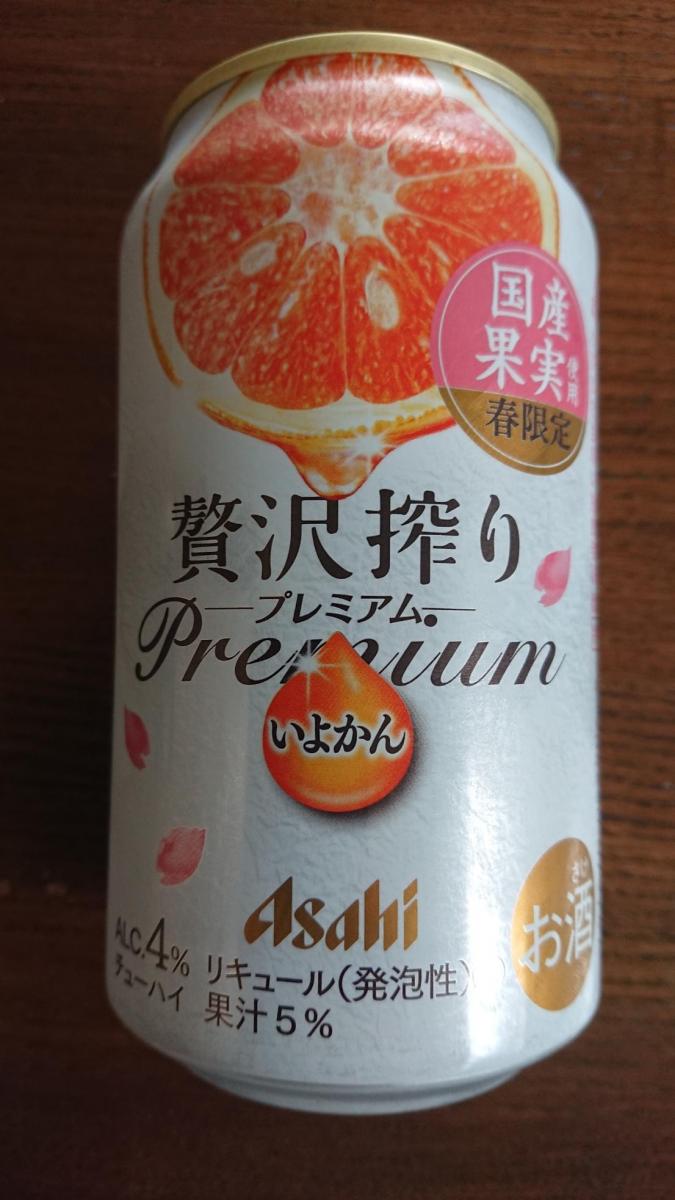 国産
果実使用
春限定
贅沢搾り
プレミアム
Premium
いよかん
Asahi
ALC.4%
チューハイ
リキュール(発泡性)
果汁5%
さけ
お酒